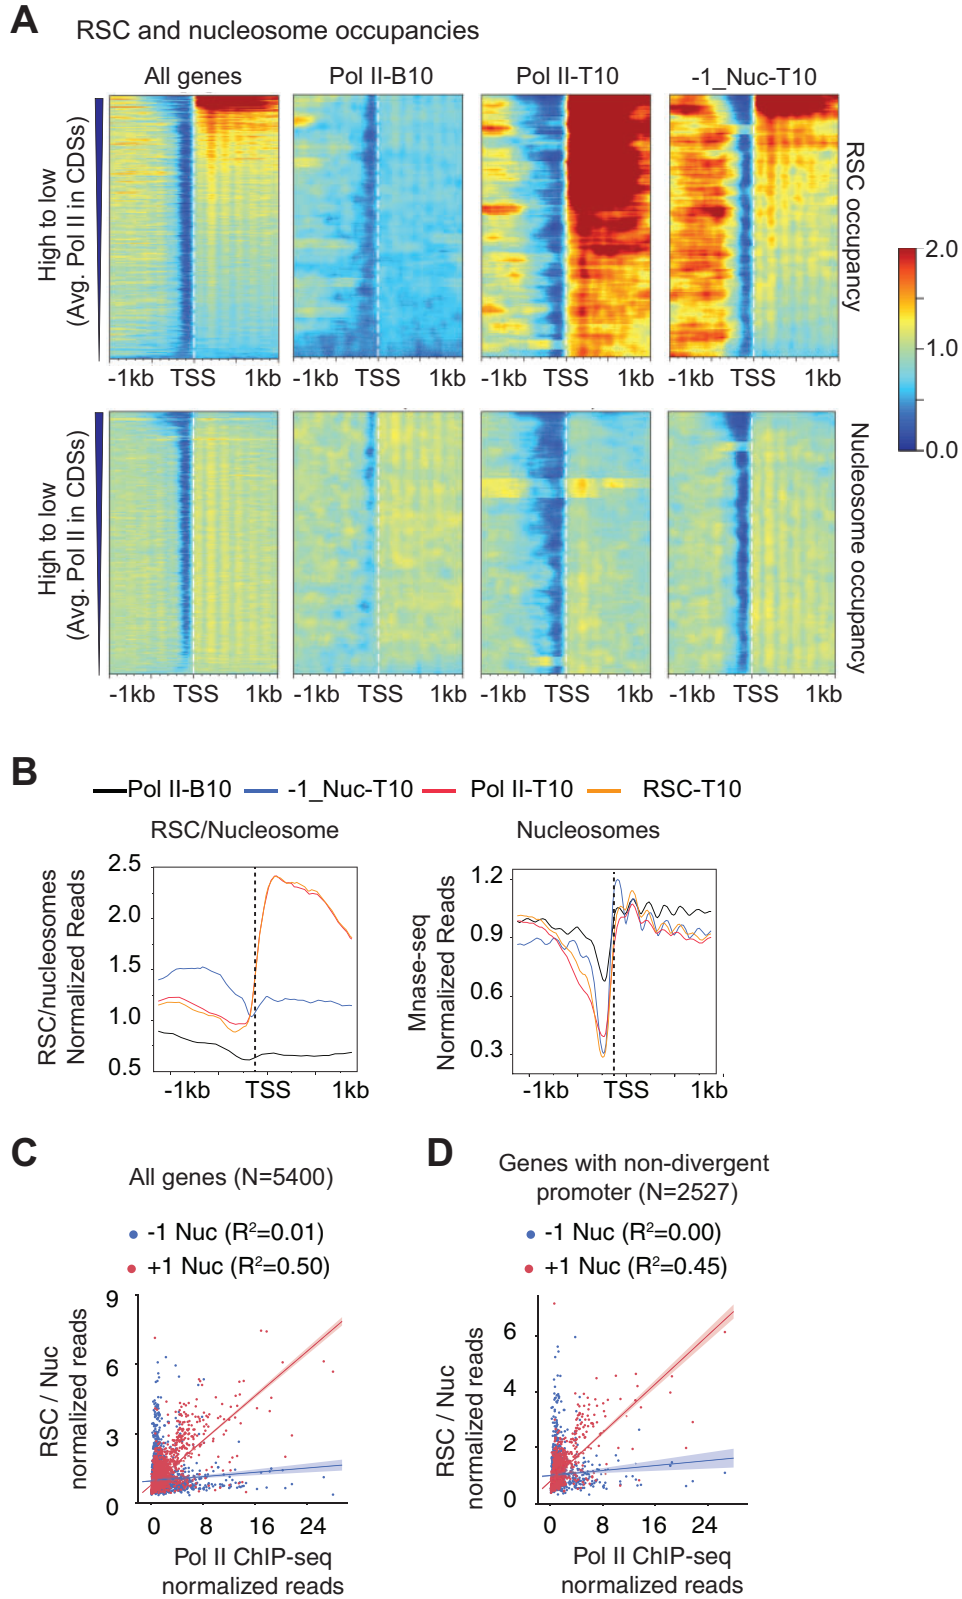 A
RSC and nucleosome occupancies
All genes
Pol II-B10
Pol II-T10
-1_Nuc-T10
High to low
(Avg. Pol II in CDSs)
RSC occupancy
2.0
1.0
0.0
-1kb TSS 1kb
-1kb TSS 1kb
-1kb TSS 1kb
-1kb TSS 1kb
High to low
(Avg. Pol II in CDSs)
Nucleosome occupancy
-1kb TSS 1kb
-1kb TSS 1kb
-1kb TSS 1kb
-1kb TSS 1kb
B
Pol II-B10
-1_Nuc-T10
Pol II-T10
RSC-T10
RSC/Nucleosome
RSC/nucleosomes
Normalized Reads
2.5
2.0
1.5
1.0
0.5
-1kb TSS 1kb
Nucleosomes
Mnase-seq
Normalized Reads
1.2
0.9
0.6
0.3
-1kb TSS 1kb
C
All genes (N=5400)
-1 Nuc (R²=0.01)
+1 Nuc (R²=0.50)
RSC / Nuc
normalized reads
9
6
3
0
0 8 16 24
Pol II ChIP-seq
normalized reads
D
Genes with non-divergent
promoter (N=2527)
-1 Nuc (R²=0.00)
+1 Nuc (R²=0.45)
RSC / Nuc
normalized reads
6
4
2
0
0 8 16 24
Pol II ChIP-seq
normalized reads